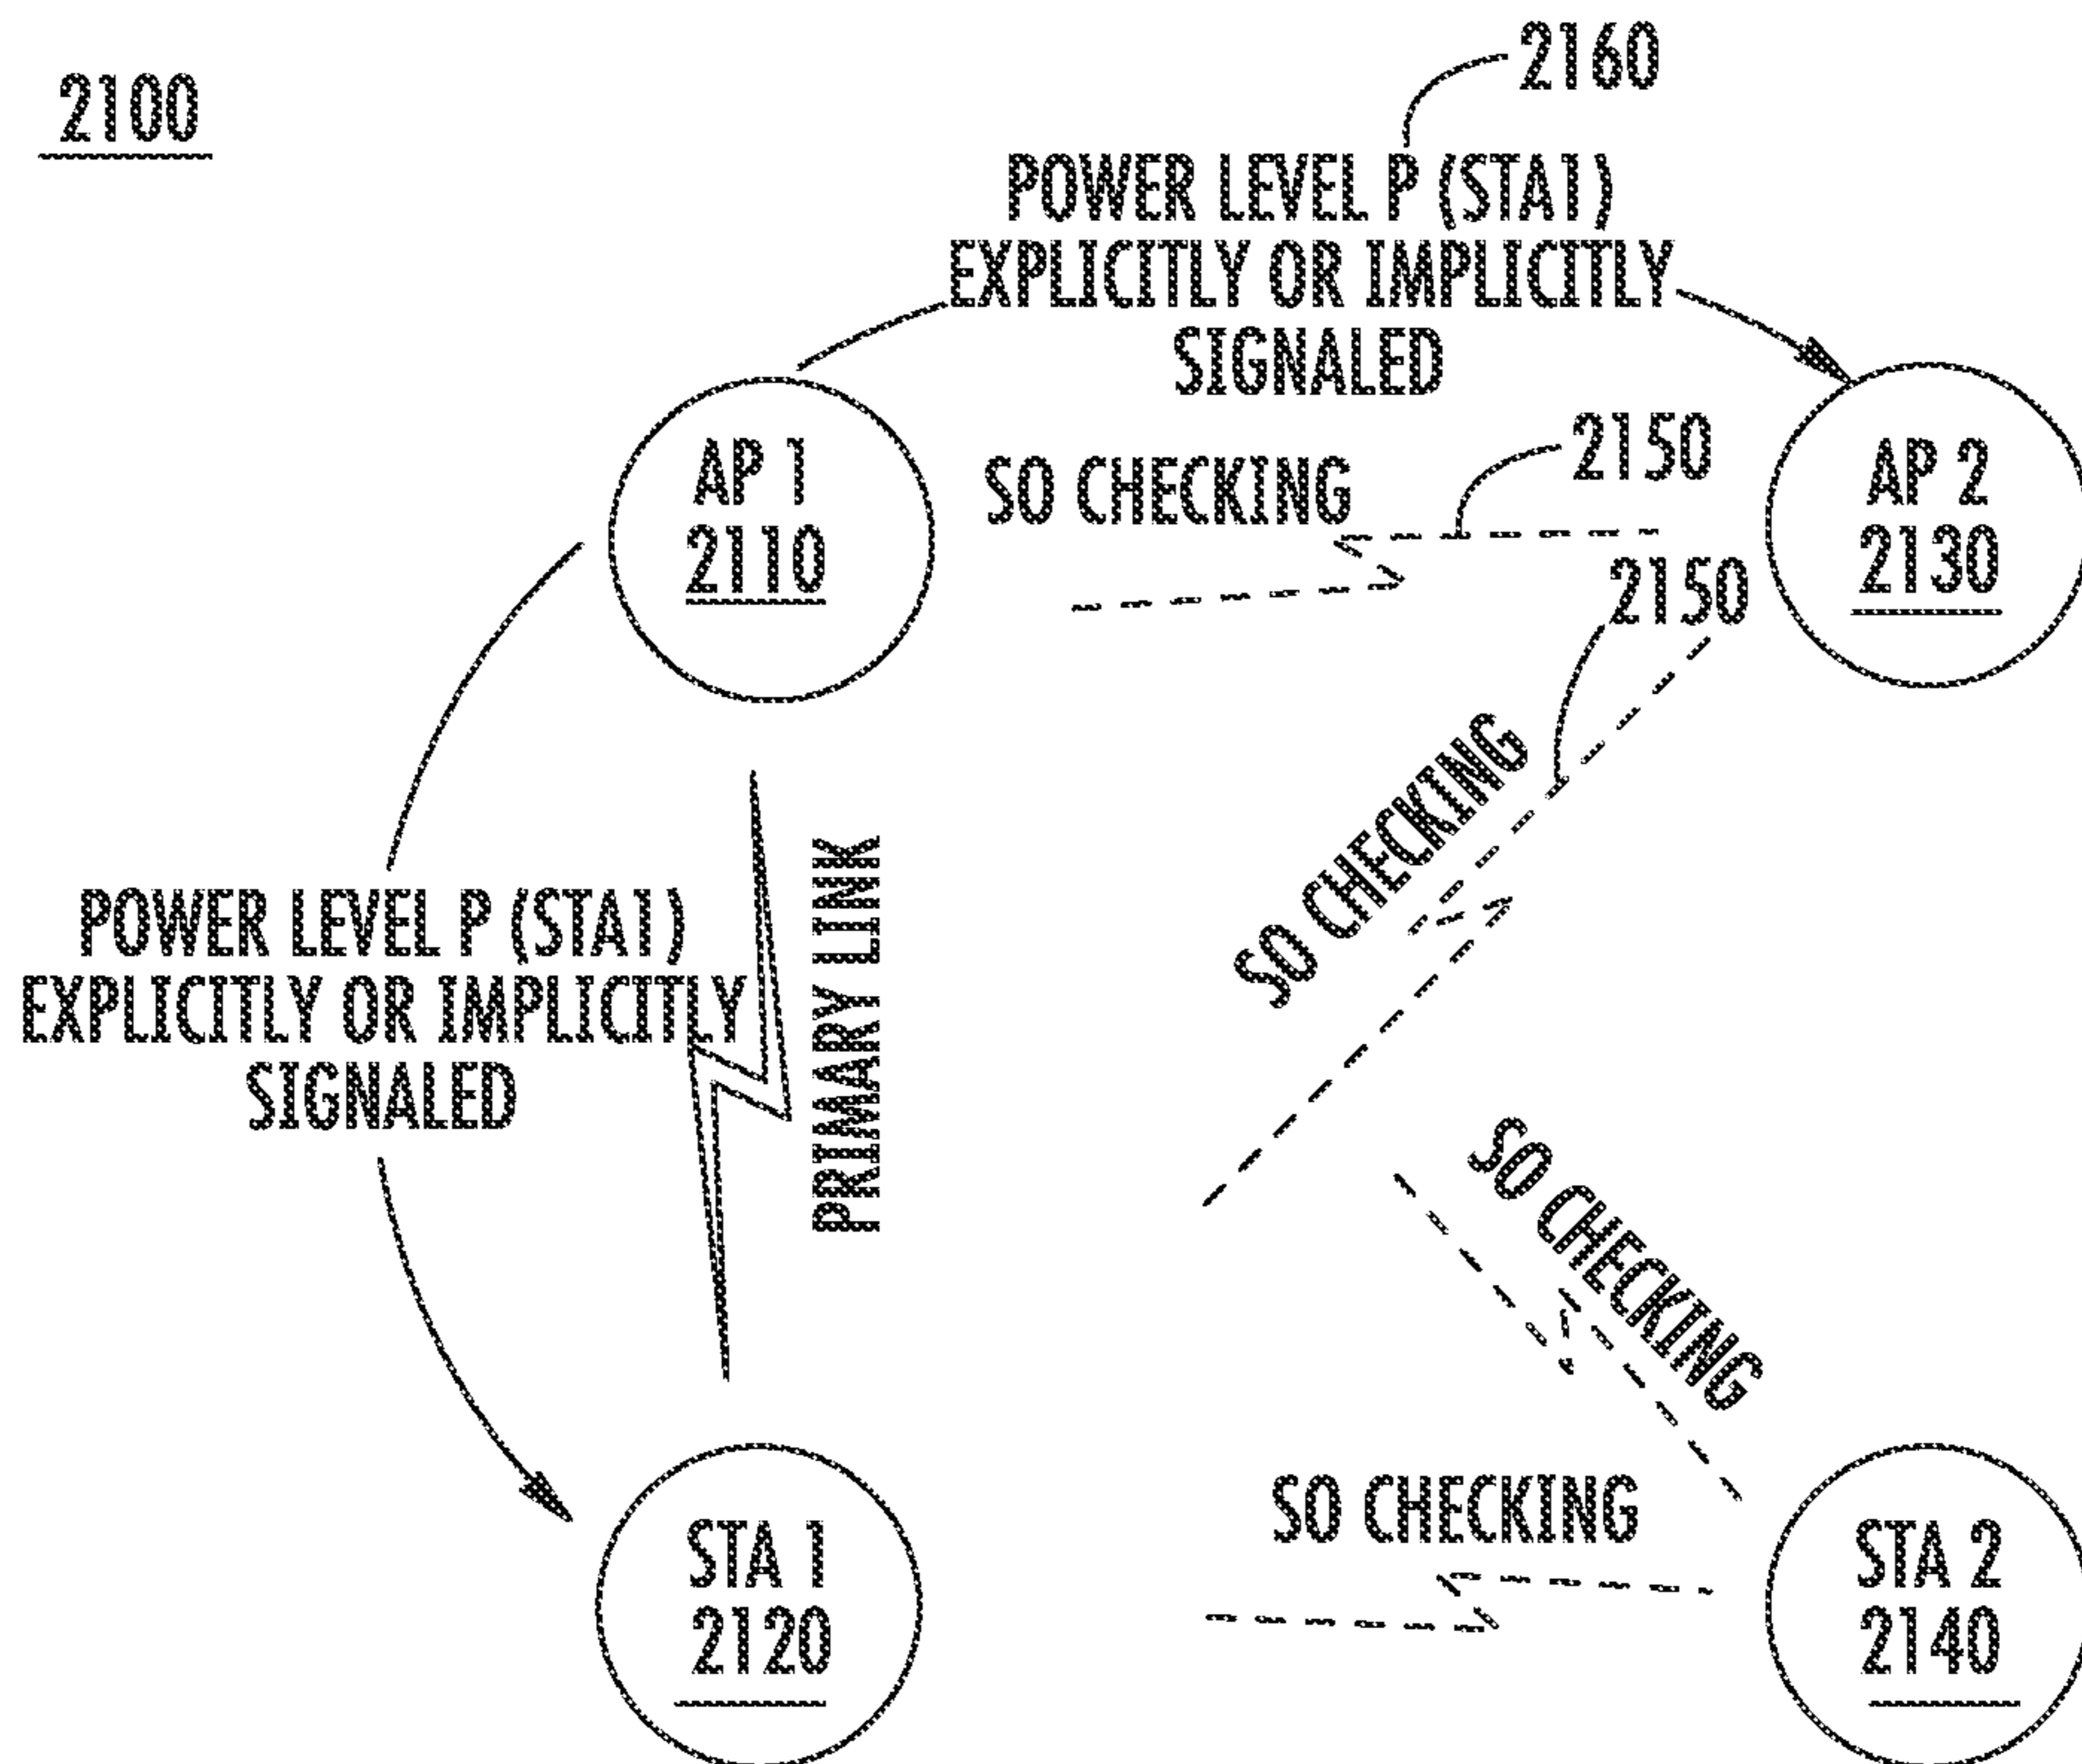 2100
2160
POWER LEVEL P (STA1)
EXPLICITLY OR IMPLICITLY
SIGNALED
AP 1
2110
SO CHECKING
2150
AP 2
2130
2150
SO CHECKING
PRIMARY LINK
POWER LEVEL P (STA1)
EXPLICITLY OR IMPLICITLY
SIGNALED
SO CHECKING
SO CHECKING
STA 1
2120
STA 2
2140